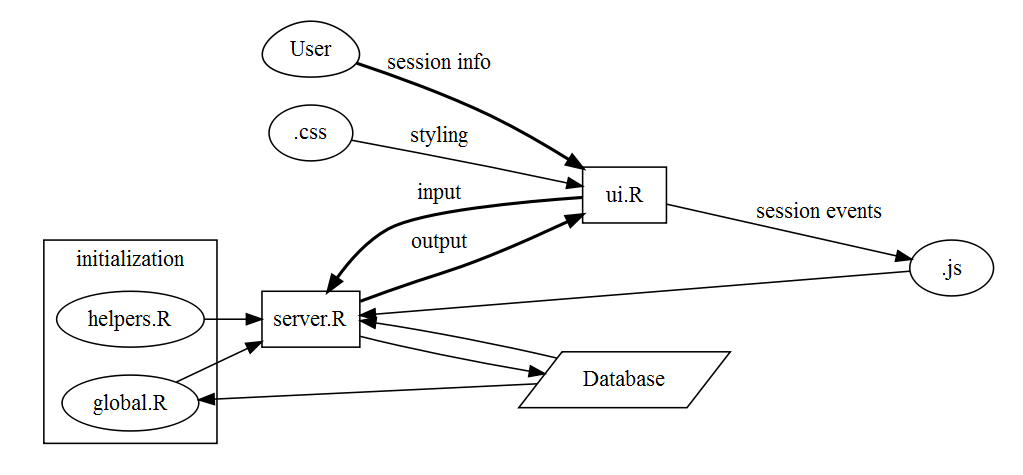 User
session info
.css
styling
ui.R
input
session events
output
initialization
.js
helpers.R
server.R
Database
global.R